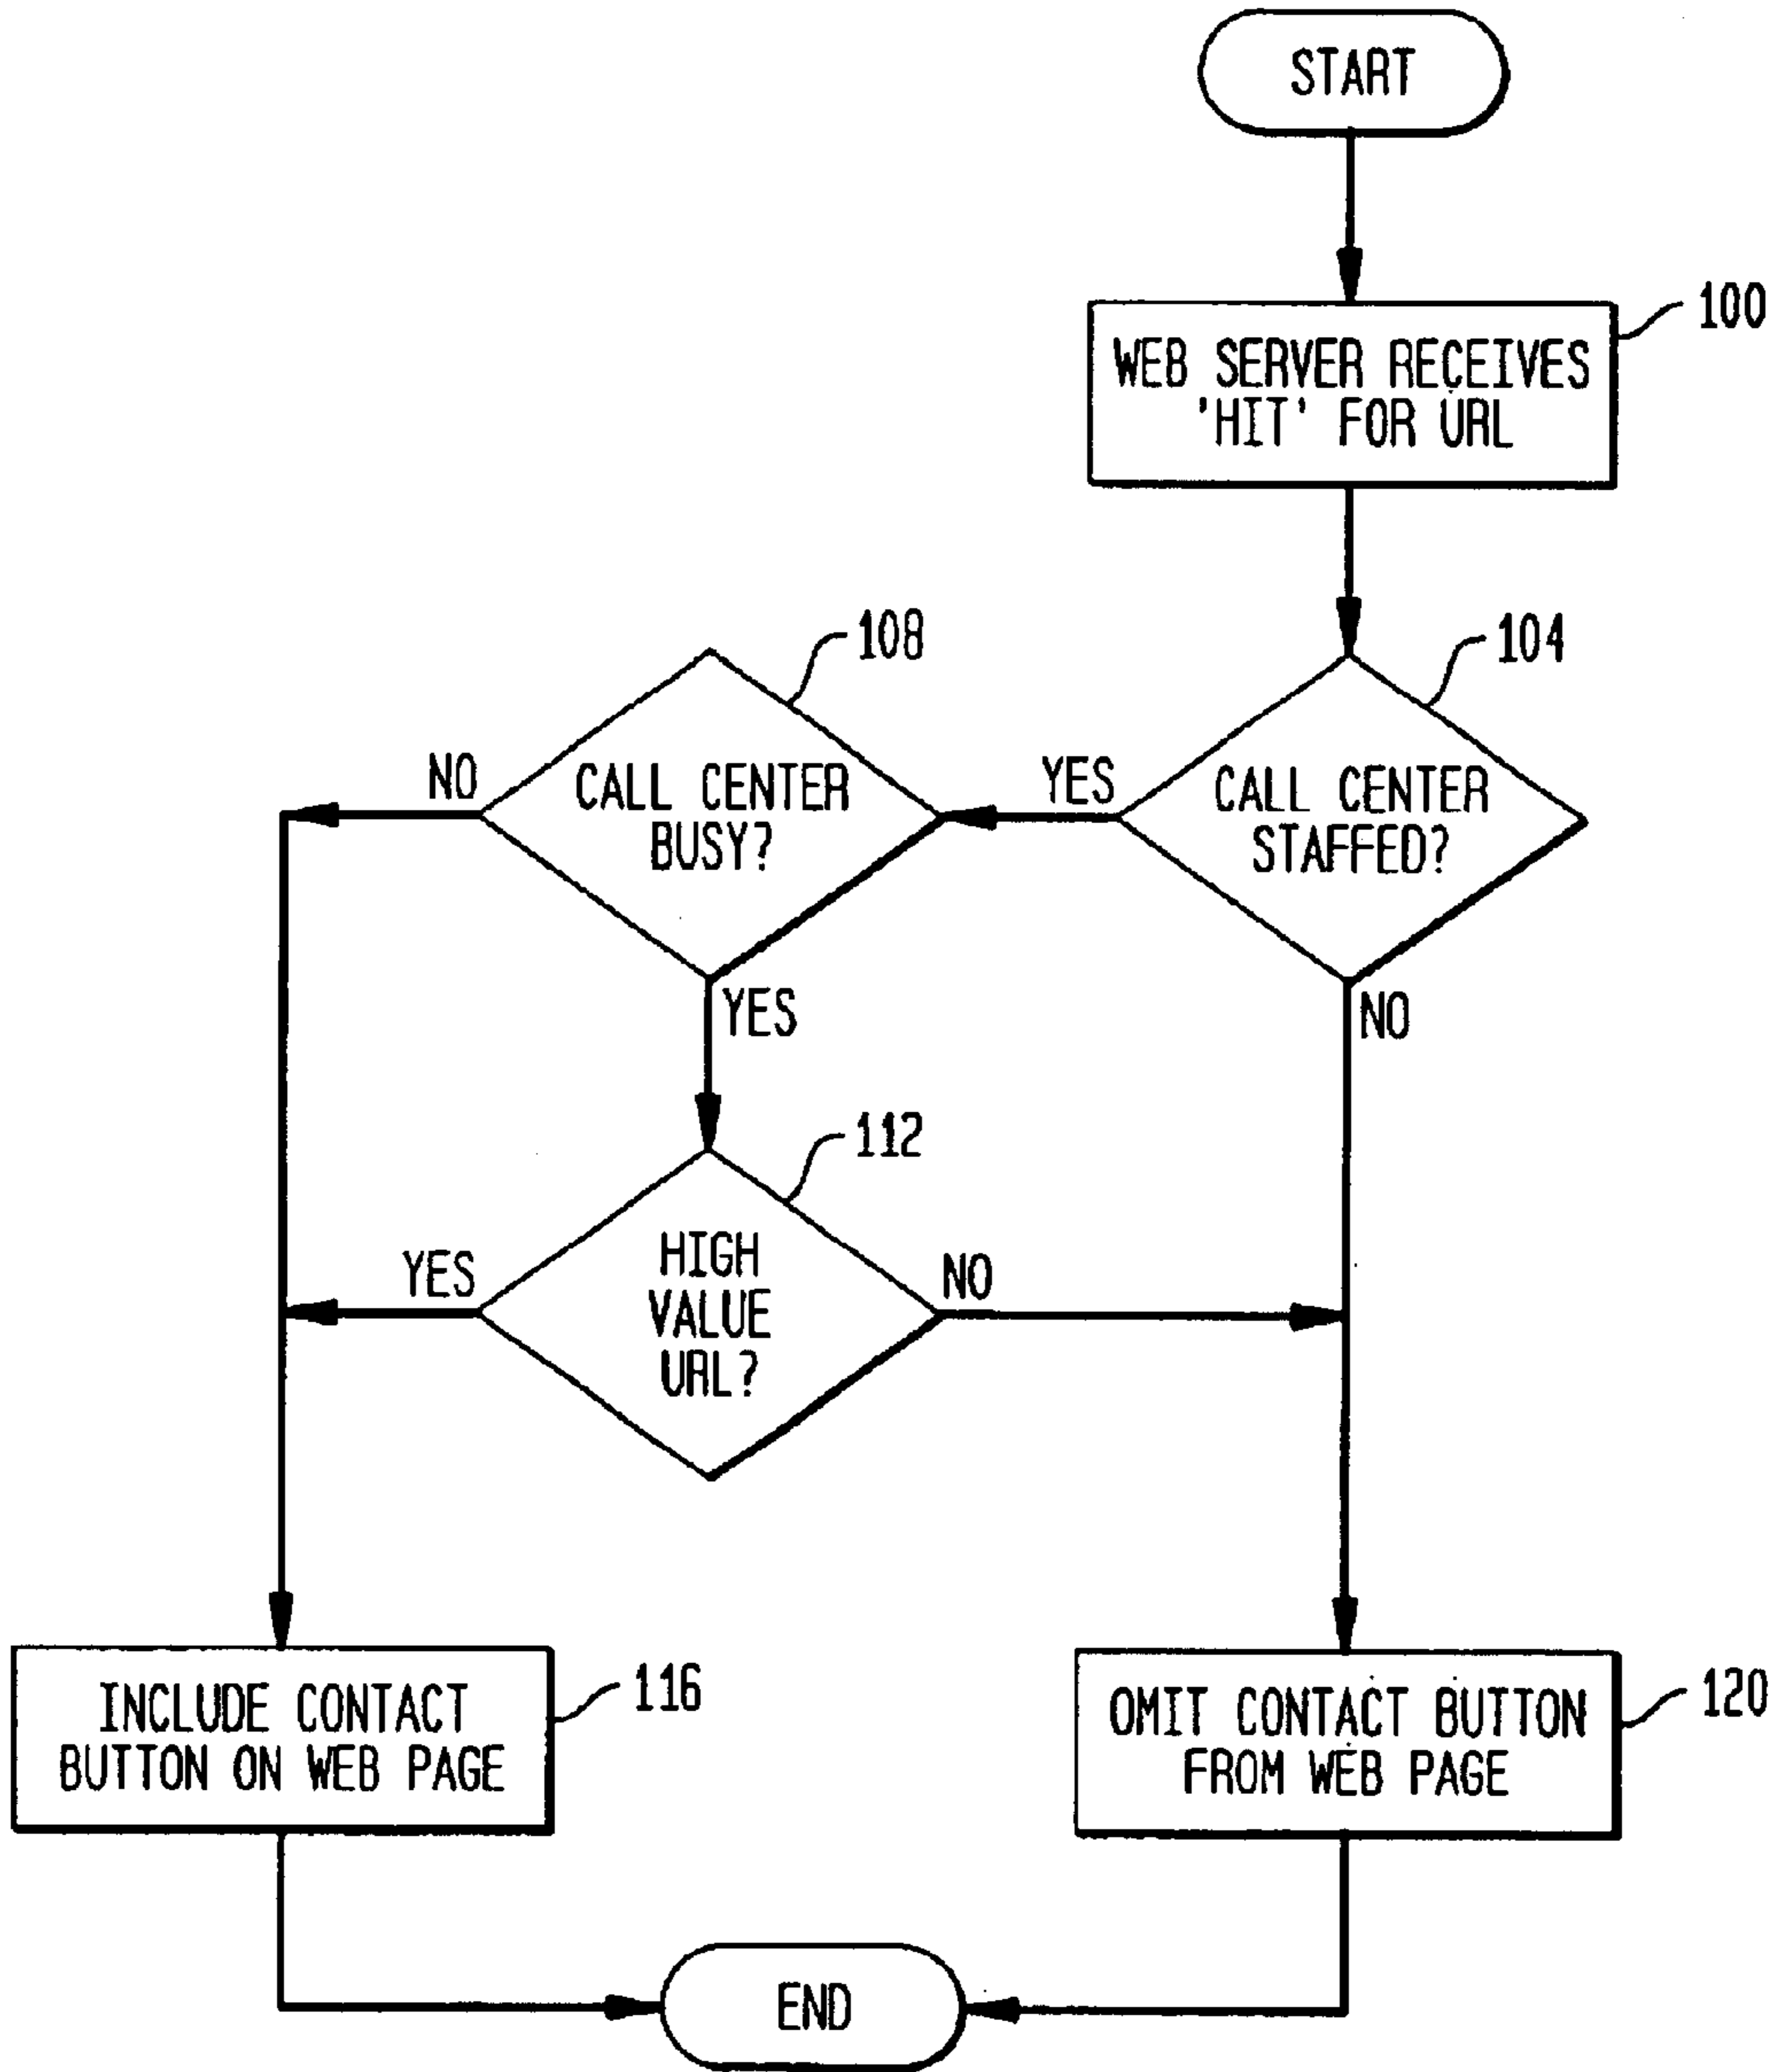 START
100
WEB SERVER RECEIVES
'HIT' FOR URL
104
CALL CENTER
STAFFED?
YES
NO
108
CALL CENTER
BUSY?
NO
YES
112
HIGH
VALUE
URL?
YES
NO
116
INCLUDE CONTACT
BUTTON ON WEB PAGE
120
OMIT CONTACT BUTTON
FROM WEB PAGE
END